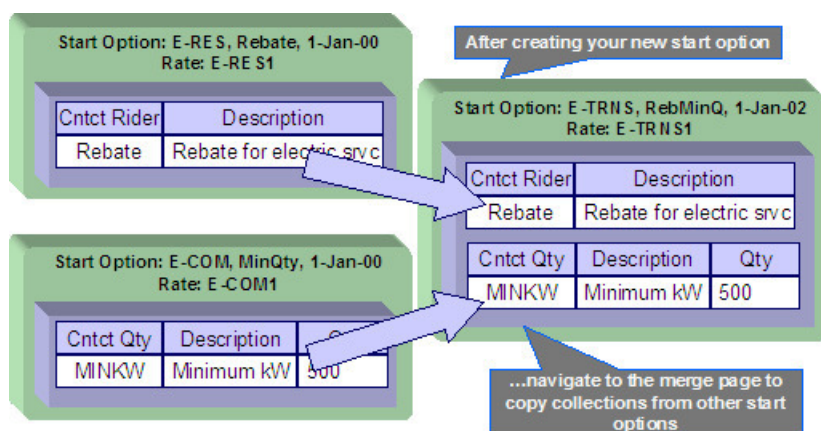 Start Option: E-RES, Rebate, 1-Jan-00
Rate: E-RES1
Cntct Rider Description
Rebate Rebate for electric srvc
Start Option: E-COM, MinQty, 1-Jan-00
Rate: E-COM1
Cntct Qty Description
MINKW Minimum kW 500
After creating your new start option
Start Option: E-TRNS, RebMinQ, 1-Jan-02
Rate: E-TRNS1
Cntct Rider Description
Rebate Rebate for electric srvc
Cntct Qty Description Qty
MINKW Minimum kW 500
...navigate to the merge page to
copy collections from other start
options